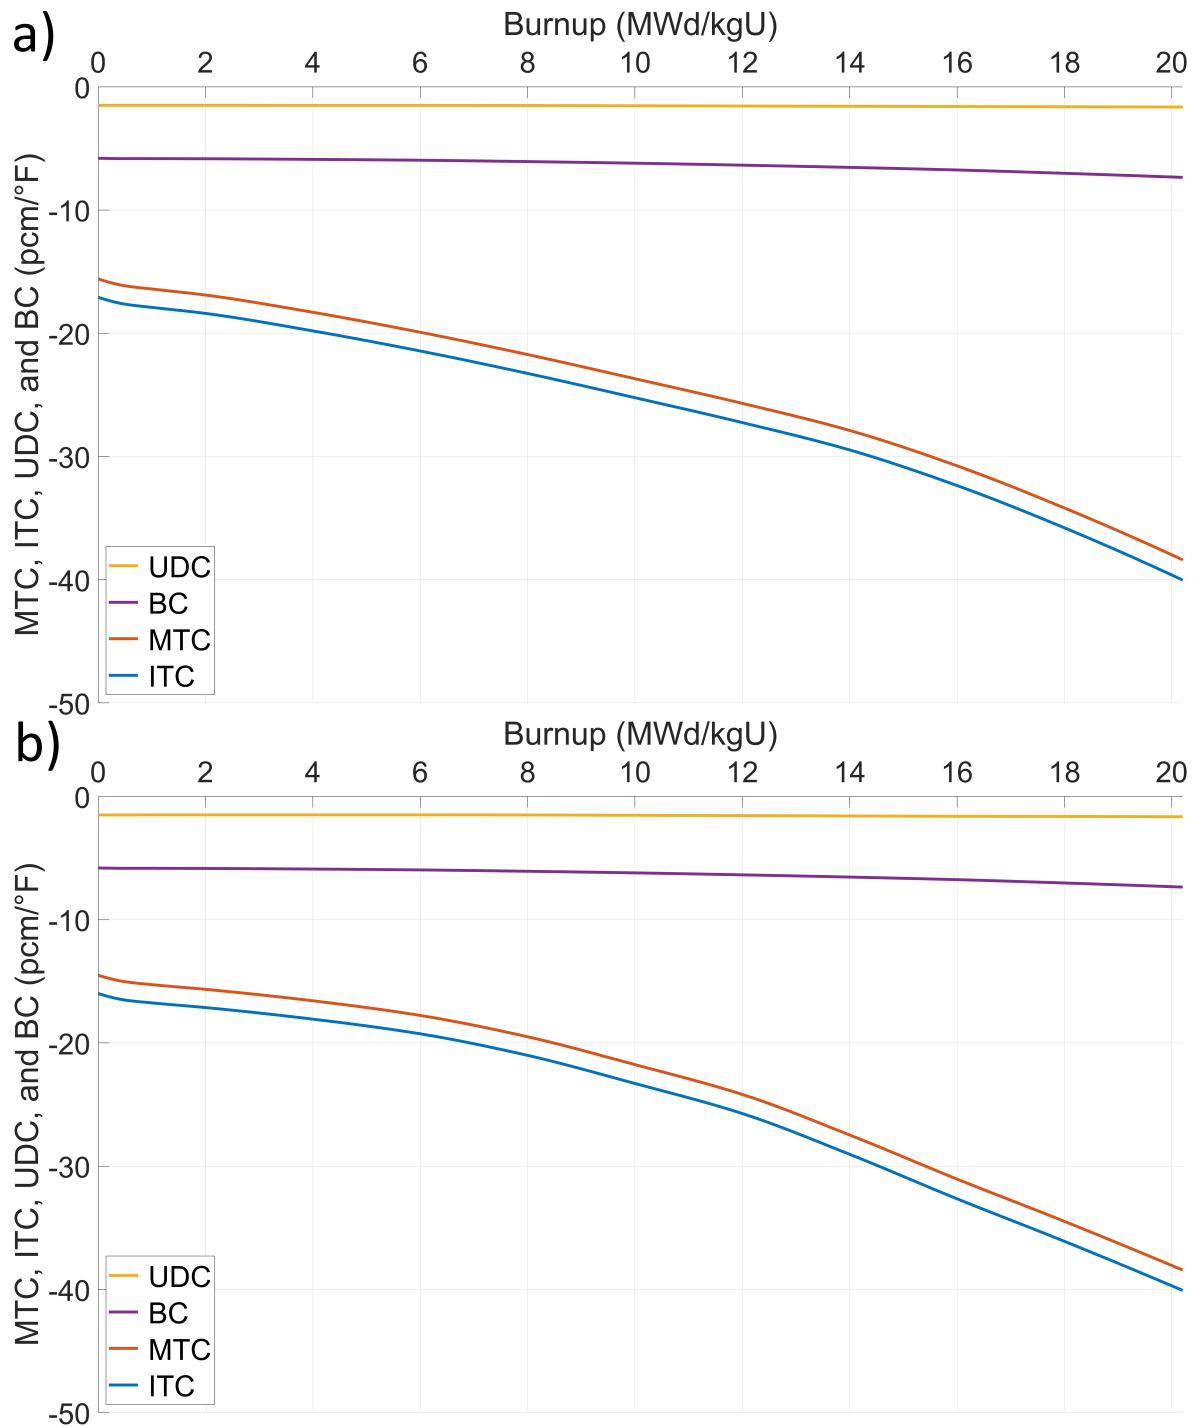 a)
Burnup (MWd/kgU)
0 2 4 6 8 10 12 14 16 18 20
MTC, ITC, UDC, and BC (pcm/°F)
0
-10
-20
-30
-40
-50
UDC
BC
MTC
ITC
b)
Burnup (MWd/kgU)
0 2 4 6 8 10 12 14 16 18 20
MTC, ITC, UDC, and BC (pcm/°F)
0
-10
-20
-30
-40
-50
UDC
BC
MTC
ITC